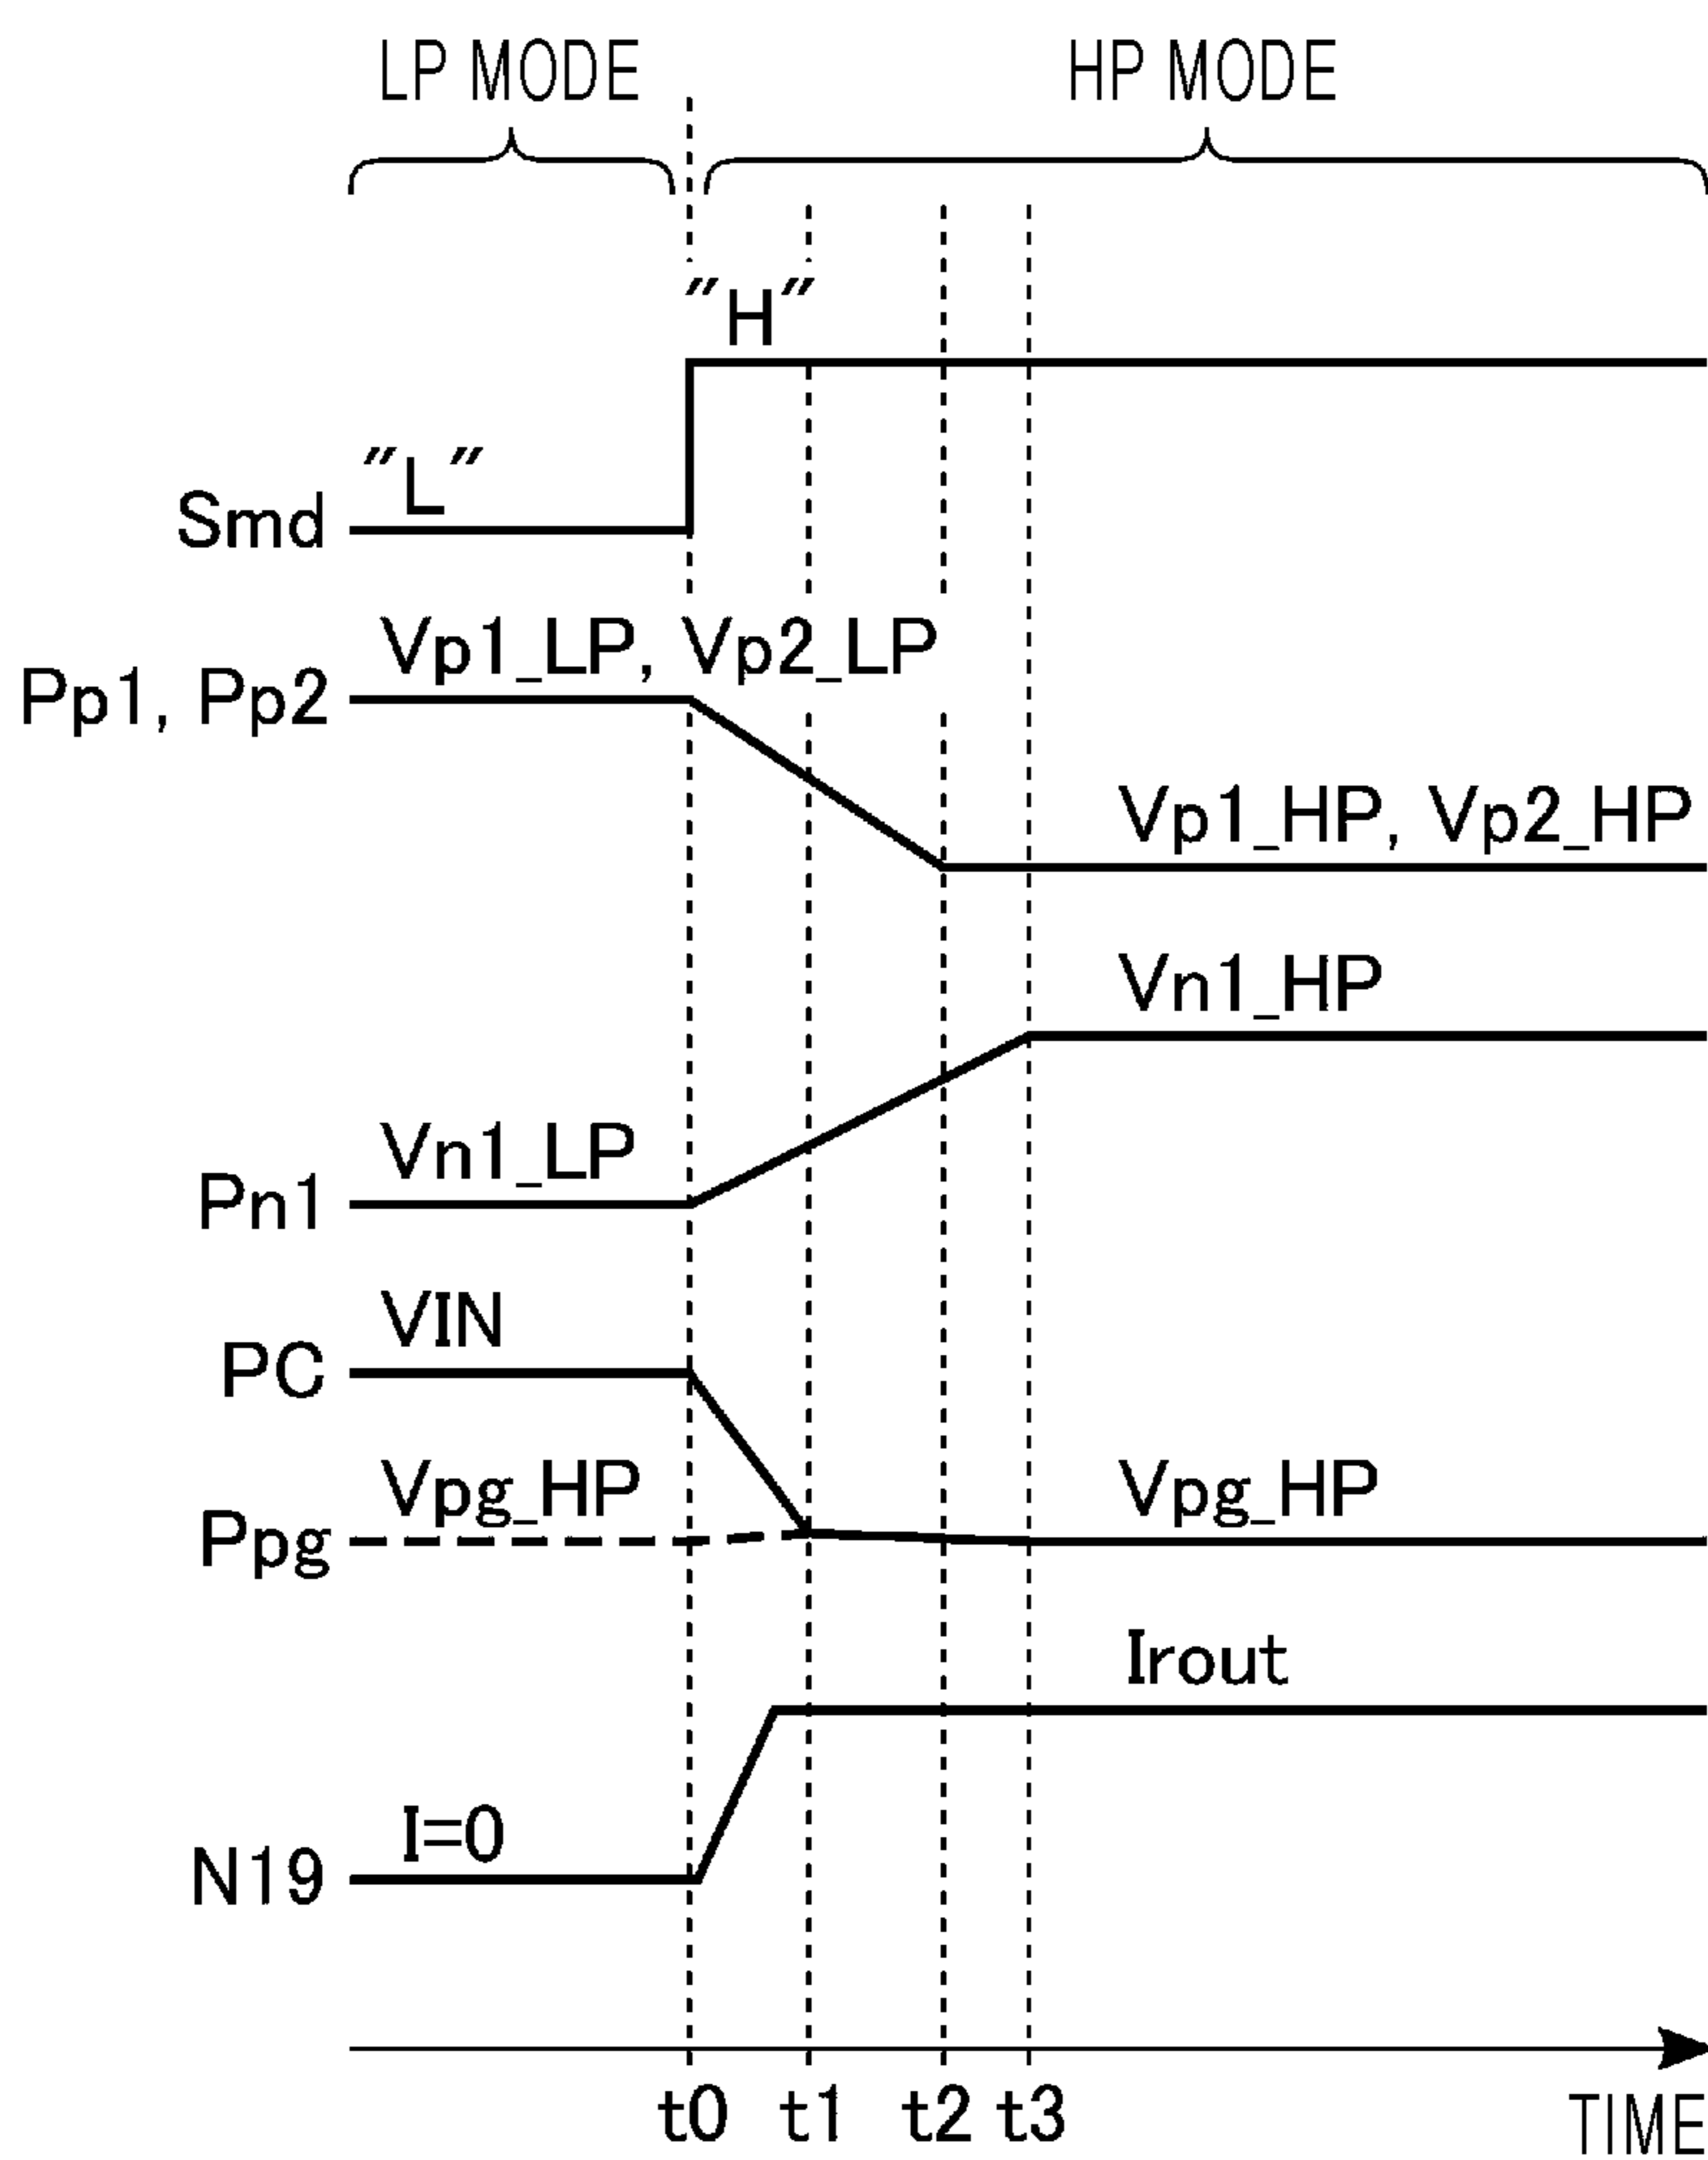 LP MODE HP MODE
"H"
"L"
Smd
Vp1_LP, Vp2_LP
Pp1, Pp2
Vp1_HP, Vp2_HP
Vn1_HP
Vn1_LP
Pn1
VIN
PC
Vpg_HP Vpg_HP
Ppg
Irout
I=0
N19
t0 t1 t2 t3
TIME